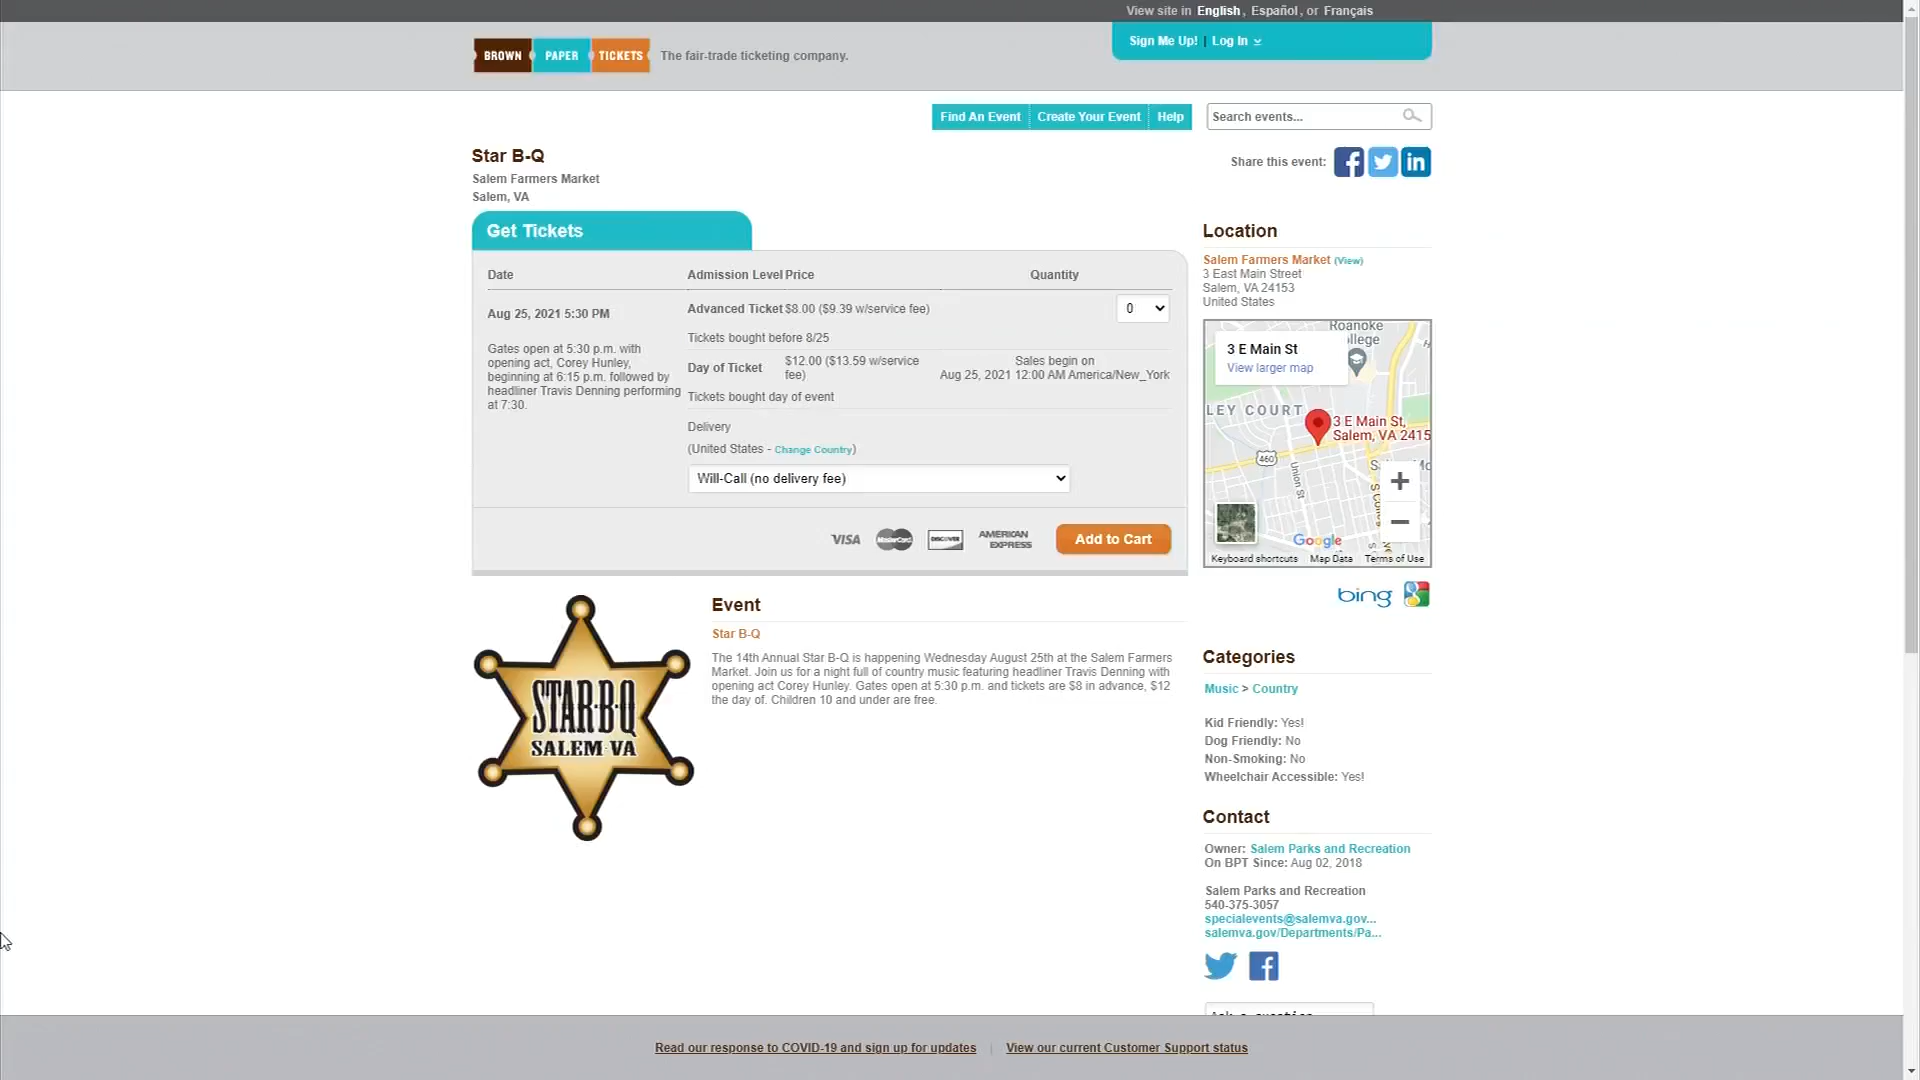 View site in English, Español, or Français
Sign Me Up! | Log In
BROWN PAPER TICKETS The fair-trade ticketing company.
Find An Event Create Your Event Help Search events...
Star B-Q
Salem Farmers Market
Salem, VA
Share this event:
Get Tickets
Date Admission Level Price Quantity
Aug 25, 2021 5:30 PM
Gates open at 5:30 p.m. with
opening act, Corey Hunley,
beginning at 6:15 p.m. followed by
headliner Travis Denning performing
at 7:30.
Advanced Ticket $8.00 ($9.39 w/service fee) 0
Tickets bought before 8/25
Day of Ticket $12.00 ($13.59 w/service
fee)
Sales begin on
Aug 25, 2021 12:00 AM America/New_York
Tickets bought day of event
Delivery
(United States - Change Country)
Will-Call (no delivery fee)
VISA MasterCard DISCOVER AMERICAN EXPRESS Add to Cart
Location
Salem Farmers Market (View)
3 East Main Street
Salem, VA 24153
United States
Roanoke
3 E Main St
View larger map
LEY COURT
3 E Main St,
Salem, VA 2415
460
Union St
Google
Keyboard shortcuts Map Data Terms of Use
bing
STAR B·Q
SALEM·VA
Event
Star B-Q
The 14th Annual Star B-Q is happening Wednesday August 25th at the Salem Farmers
Market. Join us for a night full of country music featuring headliner Travis Denning with
opening act Corey Hunley. Gates open at 5:30 p.m. and tickets are $8 in advance, $12
the day of. Children 10 and under are free.
Categories
Music > Country
Kid Friendly: Yes!
Dog Friendly: No
Non-Smoking: No
Wheelchair Accessible: Yes!
Contact
Owner: Salem Parks and Recreation
On BPT Since: Aug 02, 2018
Salem Parks and Recreation
540-375-3057
specialevents@salemva.gov...
salemva.gov/Departments/Pa...
Ask a question
Read our response to COVID-19 and sign up for updates | View our current Customer Support status